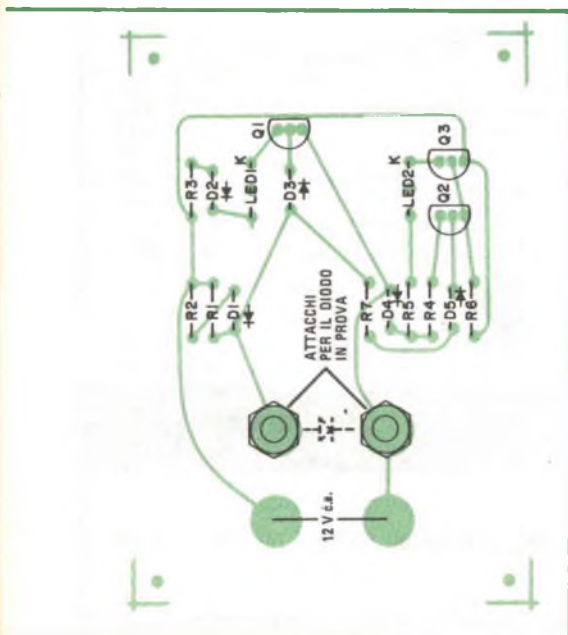 Q1
Q3
Q2
R3
D2
LED1
K
D3
LED2
K
R2
R1
D1
ATTACCHI
PER IL DIODO
IN PROVA
R7
D4
R5
R4
D5
R6
12 V c.a.